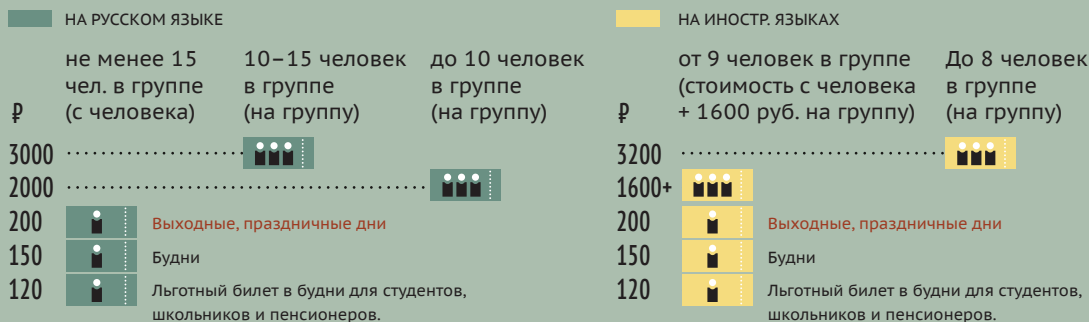 НА РУССКОМ ЯЗЫКЕ
не менее 15
чел. в группе
(с человека)
10–15 человек
в группе
(на группу)
до 10 человек
в группе
(на группу)
₽
3000
2000
200
Выходные, праздничные дни
150
Будни
120
Льготный билет в будни для студентов,
школьников и пенсионеров.
НА ИНОСТР. ЯЗЫКАХ
от 9 человек в группе
(стоимость с человека
+ 1600 руб. на группу)
До 8 человек
в группе
(на группу)
₽
3200
1600+
200
Выходные, праздничные дни
150
Будни
120
Льготный билет в будни для студентов,
школьников и пенсионеров.